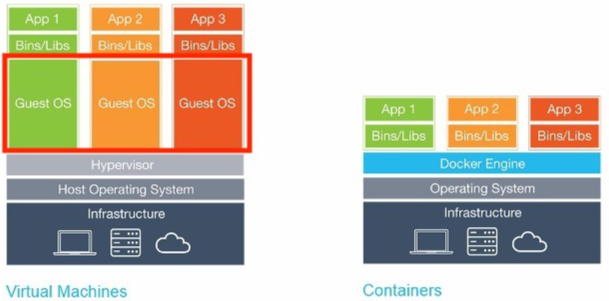 App 1
App 2
App 3
Bins/Libs
Bins/Libs
Bins/Libs
Guest OS
Guest OS
Guest OS
Hypervisor
Host Operating System
Infrastructure
Virtual Machines
App 1
App 2
App 3
Bins/Libs
Bins/Libs
Bins/Libs
Docker Engine
Operating System
Infrastructure
Containers